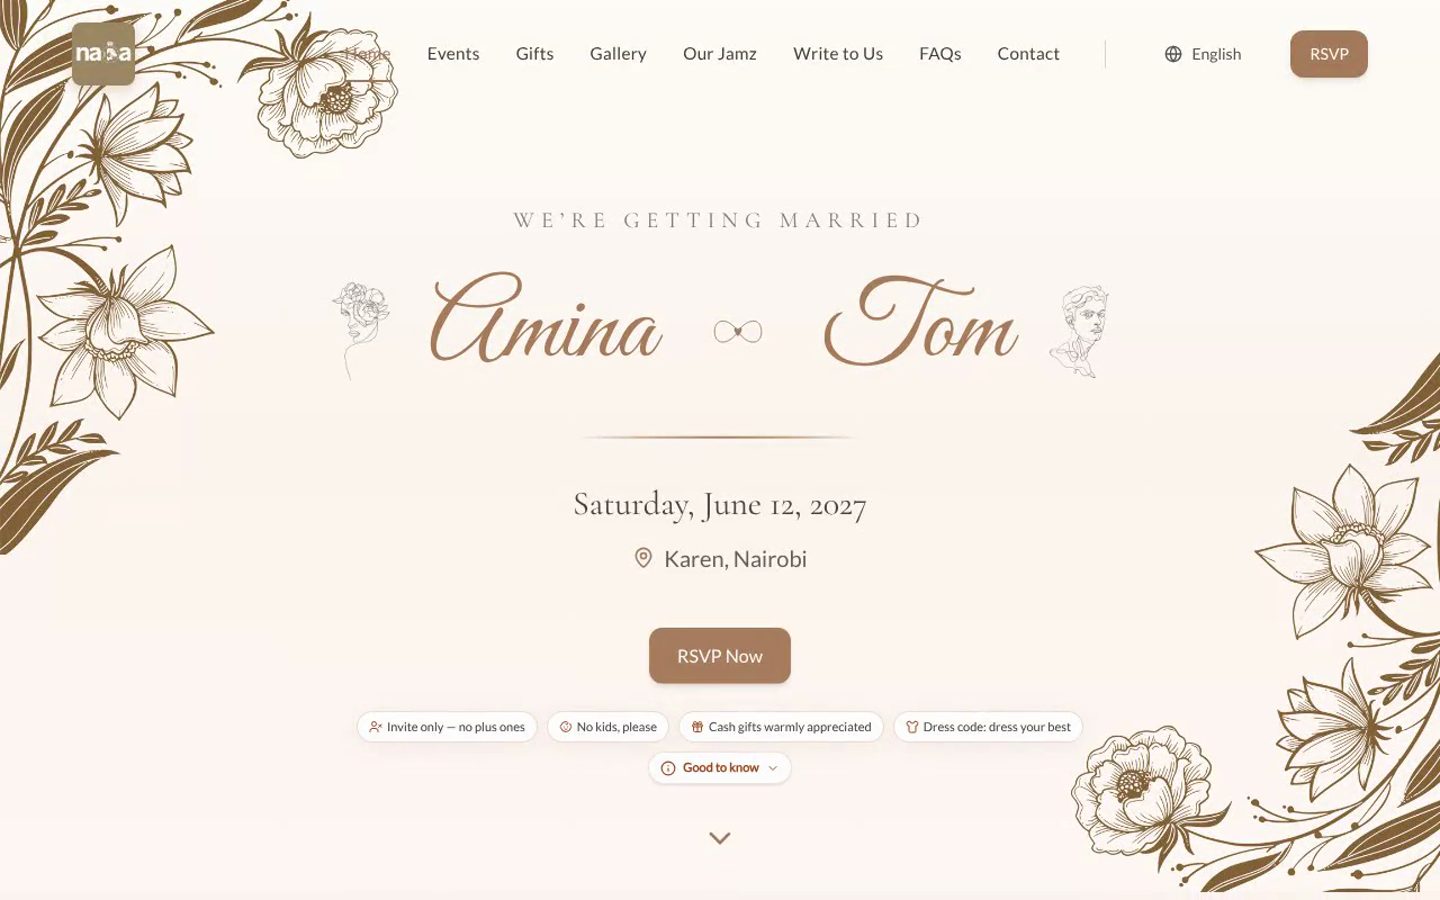 Home Events Gifts Gallery Our Jamz Write to Us FAQs Contact English RSVP
WE'RE GETTING MARRIED
Amina Tom
Saturday, June 12, 2027
Karen, Nairobi
RSVP Now
Invite only — no plus ones No kids, please Cash gifts warmly appreciated Dress code: dress your best
Good to know